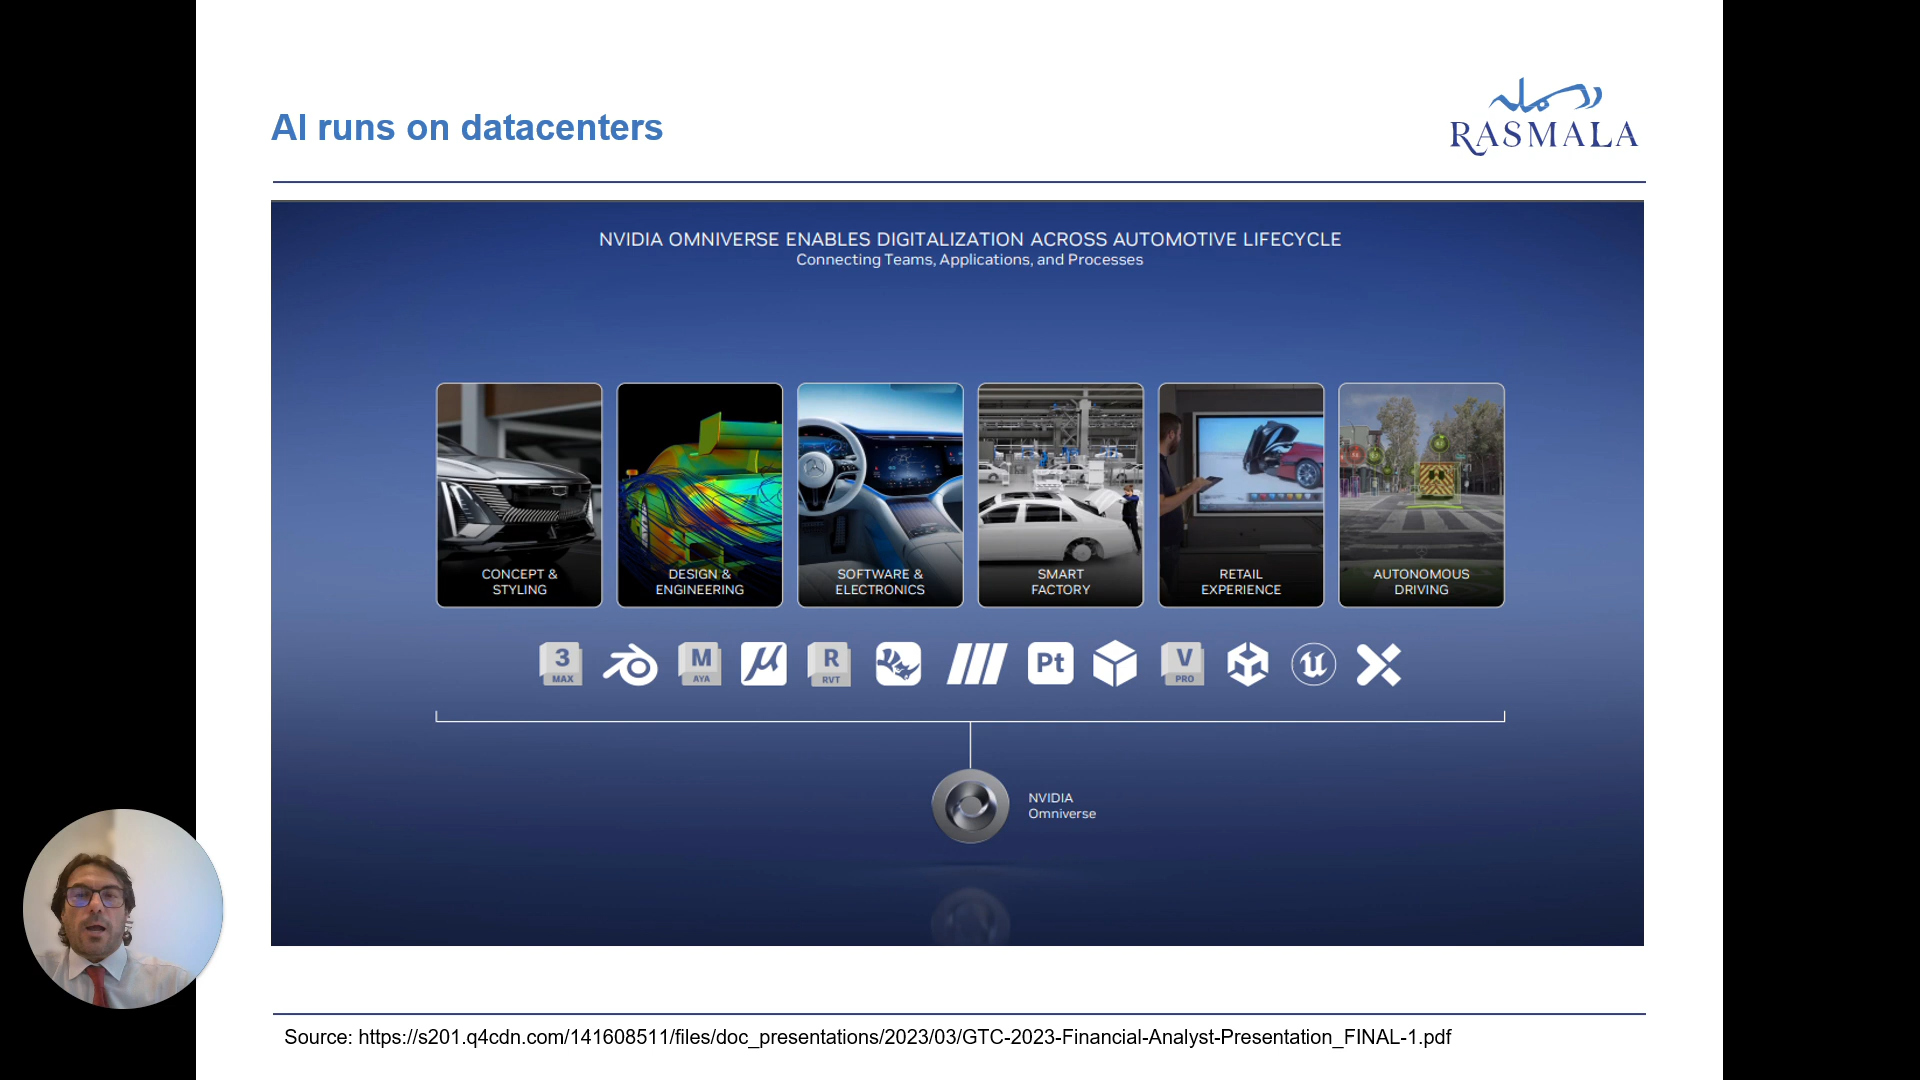 AI runs on datacenters
رسملة
RASMALA
NVIDIA OMNIVERSE ENABLES DIGITALIZATION ACROSS AUTOMOTIVE LIFECYCLE
Connecting Teams, Applications, and Processes
CONCEPT &
STYLING
DESIGN &
ENGINEERING
SOFTWARE &
ELECTRONICS
SMART
FACTORY
RETAIL
EXPERIENCE
AUTONOMOUS
DRIVING
3
MAX
M
AYA
R
RVT
Pt
V
PRO
NVIDIA
Omniverse
Source: https://s201.q4cdn.com/141608511/files/doc_presentations/2023/03/GTC-2023-Financial-Analyst-Presentation_FINAL-1.pdf